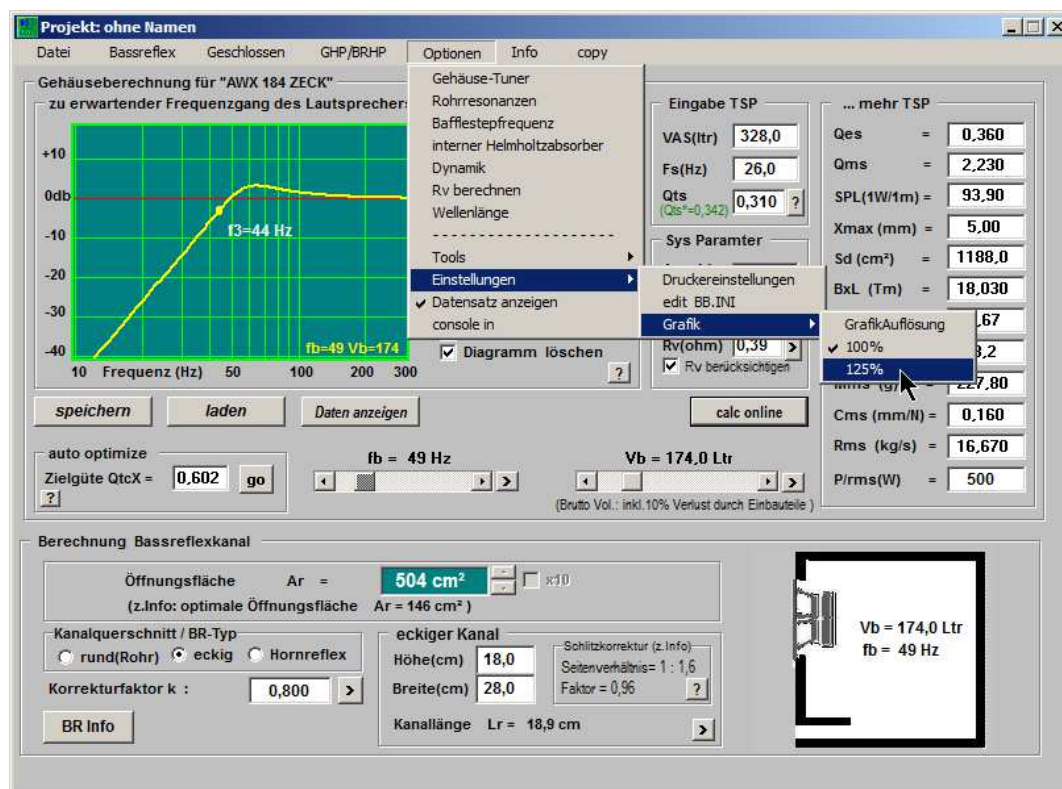 Projekt: ohne Namen
Datei Bassreflex Geschlossen GHP/BRHP Optionen Info copy
Gehäuseberechnung für "AWX 184 ZECK"
zu erwartender Frequenzgang des Lautsprechers
+10
0db
-10
-20
-30
-40
f3=44 Hz
fb=49 Vb=174
10 Frequenz (Hz) 50 100 200 300
Gehäuse-Tuner
Rohrresonanzen
Bafflestepfrequenz
interner Helmholtzabsorber
Dynamik
Rv berechnen
Wellenlänge
- - - - - - - - - - - - - - - - - - - -
Tools
Einstellungen
Datensatz anzeigen
console in
Druckereinstellungen
edit BB.INI
Grafik
GrafikAuflösung
100%
125%
Diagramm löschen
?
Eingabe TSP
VAS(ltr) 328,0
Fs(Hz) 26,0
Qts 0,310 ?
(Qts*=0,342)
Sys Paramter
Rv(ohm) 0,39 >
Rv berücksichtigen
... mehr TSP
Qes = 0,360
Qms = 2,230
SPL(1W/1m) = 93,90
Xmax (mm) = 5,00
Sd (cm²) = 1188,0
BxL (Tm) = 18,030
,67
,2
Mms (g) = 227,80
Cms (mm/N) = 0,160
Rms (kg/s) = 16,670
P/rms(W) = 500
speichern laden Daten anzeigen calc online
auto optimize
Zielgüte QtcX = 0,602 go
?
fb = 49 Hz
>
Vb = 174,0 Ltr
>
(Brutto Vol.: inkl.10% Verlust durch Einbauteile )
Berechnung Bassreflexkanal
Öffnungsfläche Ar = 504 cm² x10
(z.Info: optimale Öffnungsfläche Ar = 146 cm² )
Kanalquerschnitt / BR-Typ
rund(Rohr) eckig Hornreflex
Korrekturfaktor k : 0,800 >
BR Info
eckiger Kanal
Höhe(cm) 18,0
Breite(cm) 28,0
Schlitzkorrektur (z.Info)
Seitenverhältnis= 1 : 1,6
Faktor = 0,96 ?
Kanallänge Lr = 18,9 cm >
Vb = 174,0 Ltr
fb = 49 Hz